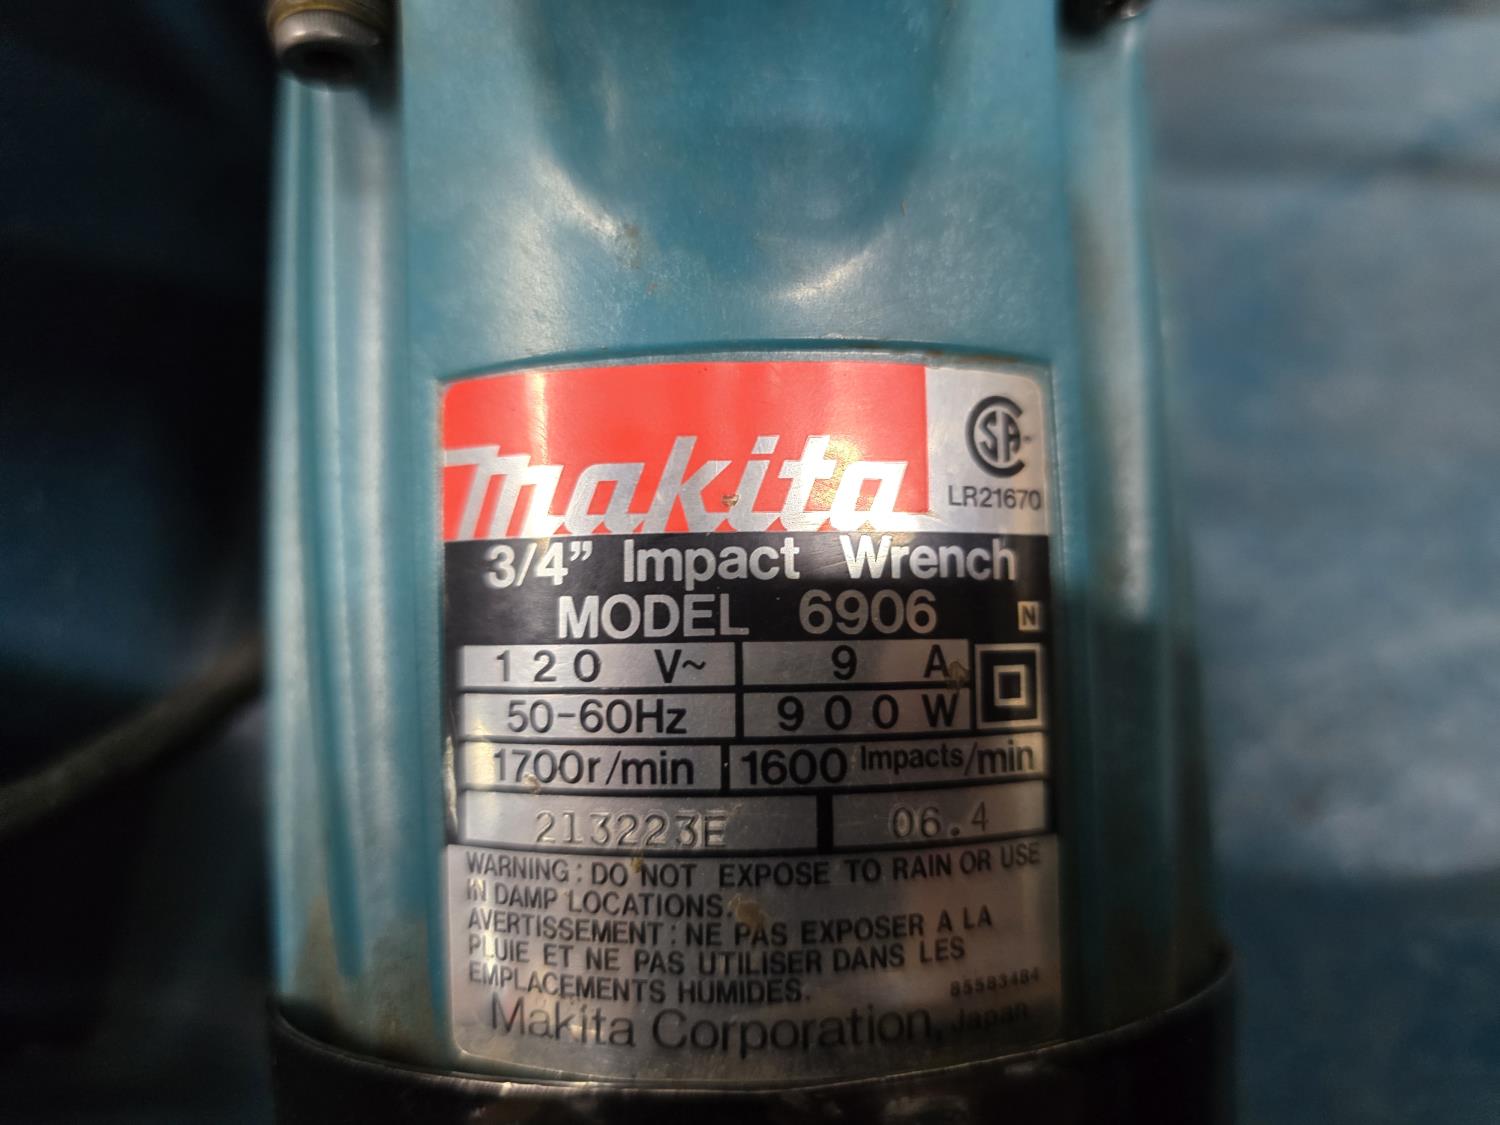 Makita
CSA
LR21670
3/4” Impact Wrench
MODEL 6906 N
120 V~ 9 A
50-60Hz 900W
1700r/min 1600 Impacts/min
213223E 06.4
WARNING: DO NOT EXPOSE TO RAIN OR USE
IN DAMP LOCATIONS.
AVERTISSEMENT: NE PAS EXPOSER A LA
PLUIE ET NE PAS UTILISER DANS LES
EMPLACEMENTS HUMIDES. 85583484
Makita Corporation, Japan